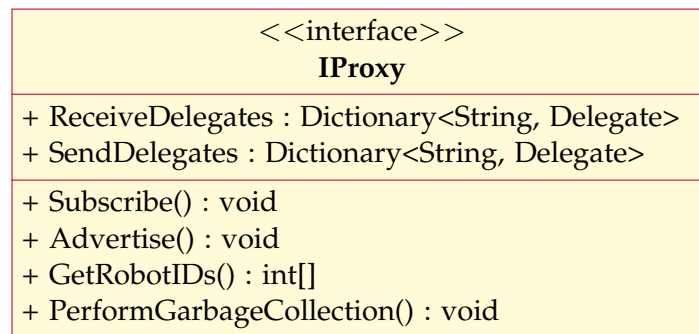 <<interface>>
IProxy
+ ReceiveDelegates : Dictionary<String, Delegate>
+ SendDelegates : Dictionary<String, Delegate>
+ Subscribe() : void
+ Advertise() : void
+ GetRobotIDs() : int[]
+ PerformGarbageCollection() : void